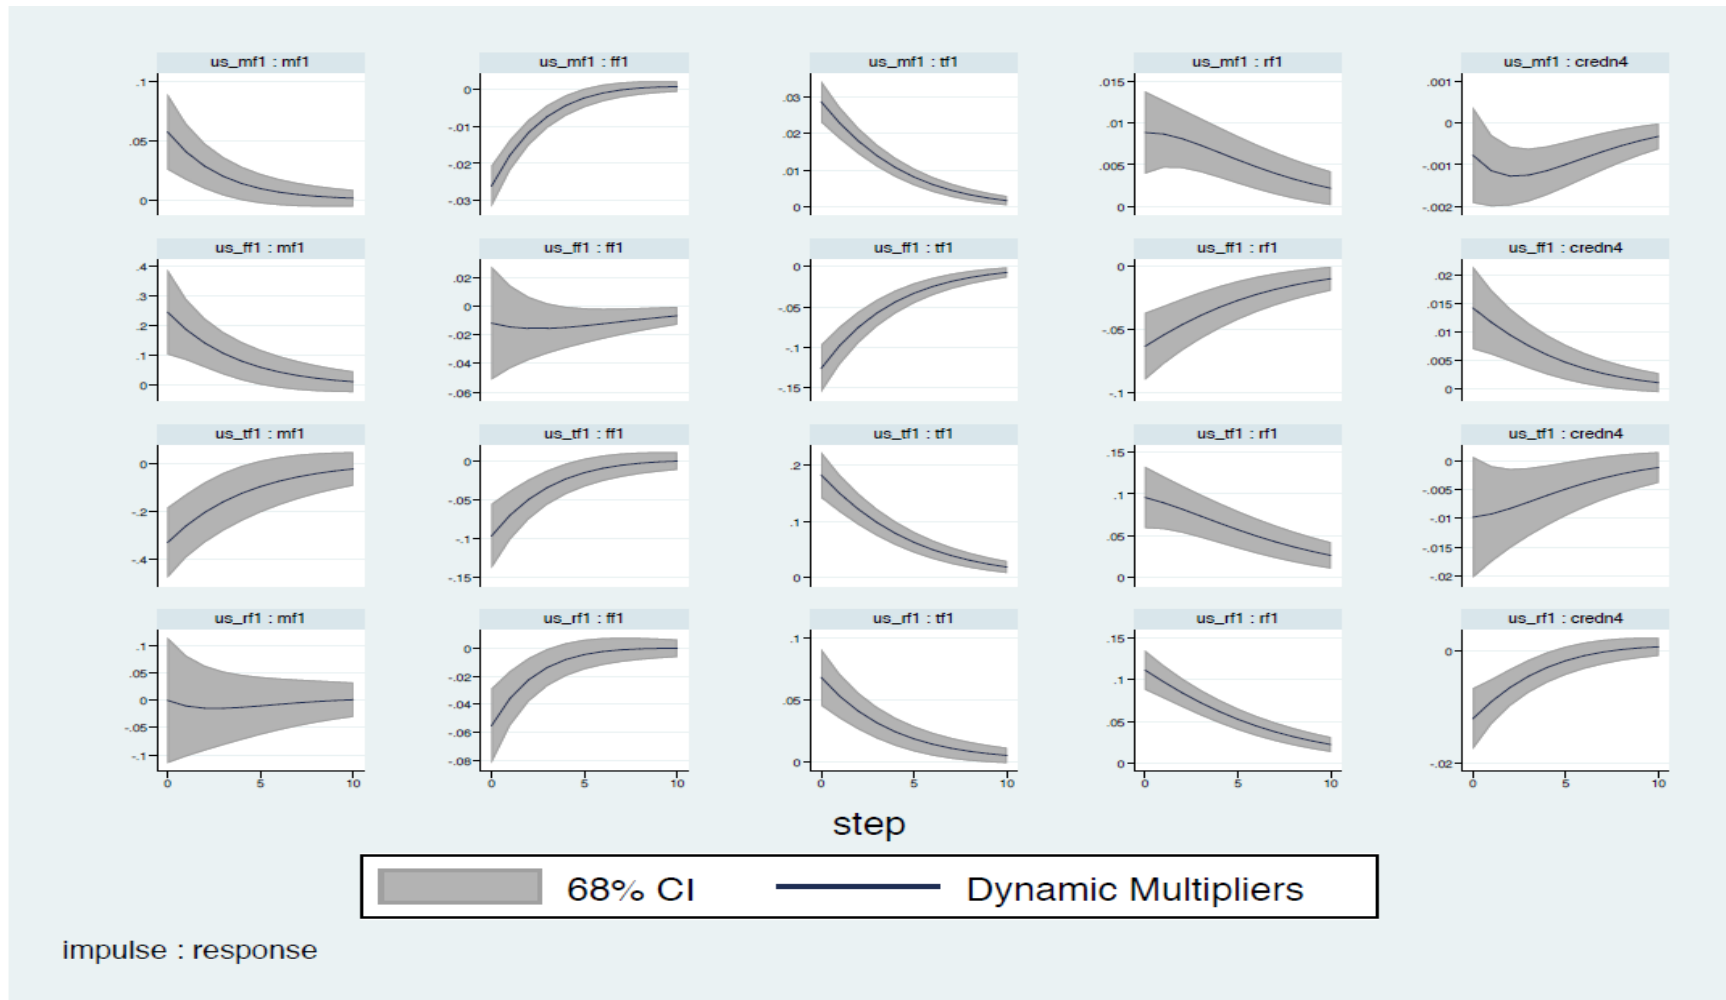 us_mf1 : mf1
.1
.05
0
us_mf1 : ff1
0
-.01
-.02
-.03
us_mf1 : tf1
.03
.02
.01
0
us_mf1 : rf1
.015
.01
.005
0
us_mf1 : credn4
.001
0
-.001
-.002
us_ff1 : mf1
.4
.3
.2
.1
0
us_ff1 : ff1
.02
0
-.02
-.04
-.06
us_ff1 : tf1
0
-.05
-.1
-.15
us_ff1 : rf1
0
-.05
-.1
us_ff1 : credn4
.02
.015
.01
.005
0
us_tf1 : mf1
0
-.2
-.4
us_tf1 : ff1
0
-.05
-.1
-.15
us_tf1 : tf1
.2
.1
0
us_tf1 : rf1
.15
.1
.05
0
us_tf1 : credn4
0
-.005
-.01
-.015
-.02
us_rf1 : mf1
.1
.05
0
-.05
-.1
0 5 10
us_rf1 : ff1
0
-.02
-.04
-.06
-.08
0 5 10
us_rf1 : tf1
.1
.05
0
0 5 10
us_rf1 : rf1
.15
.1
.05
0
0 5 10
us_rf1 : credn4
0
-.02
0 5 10
step
68% CI Dynamic Multipliers
impulse : response